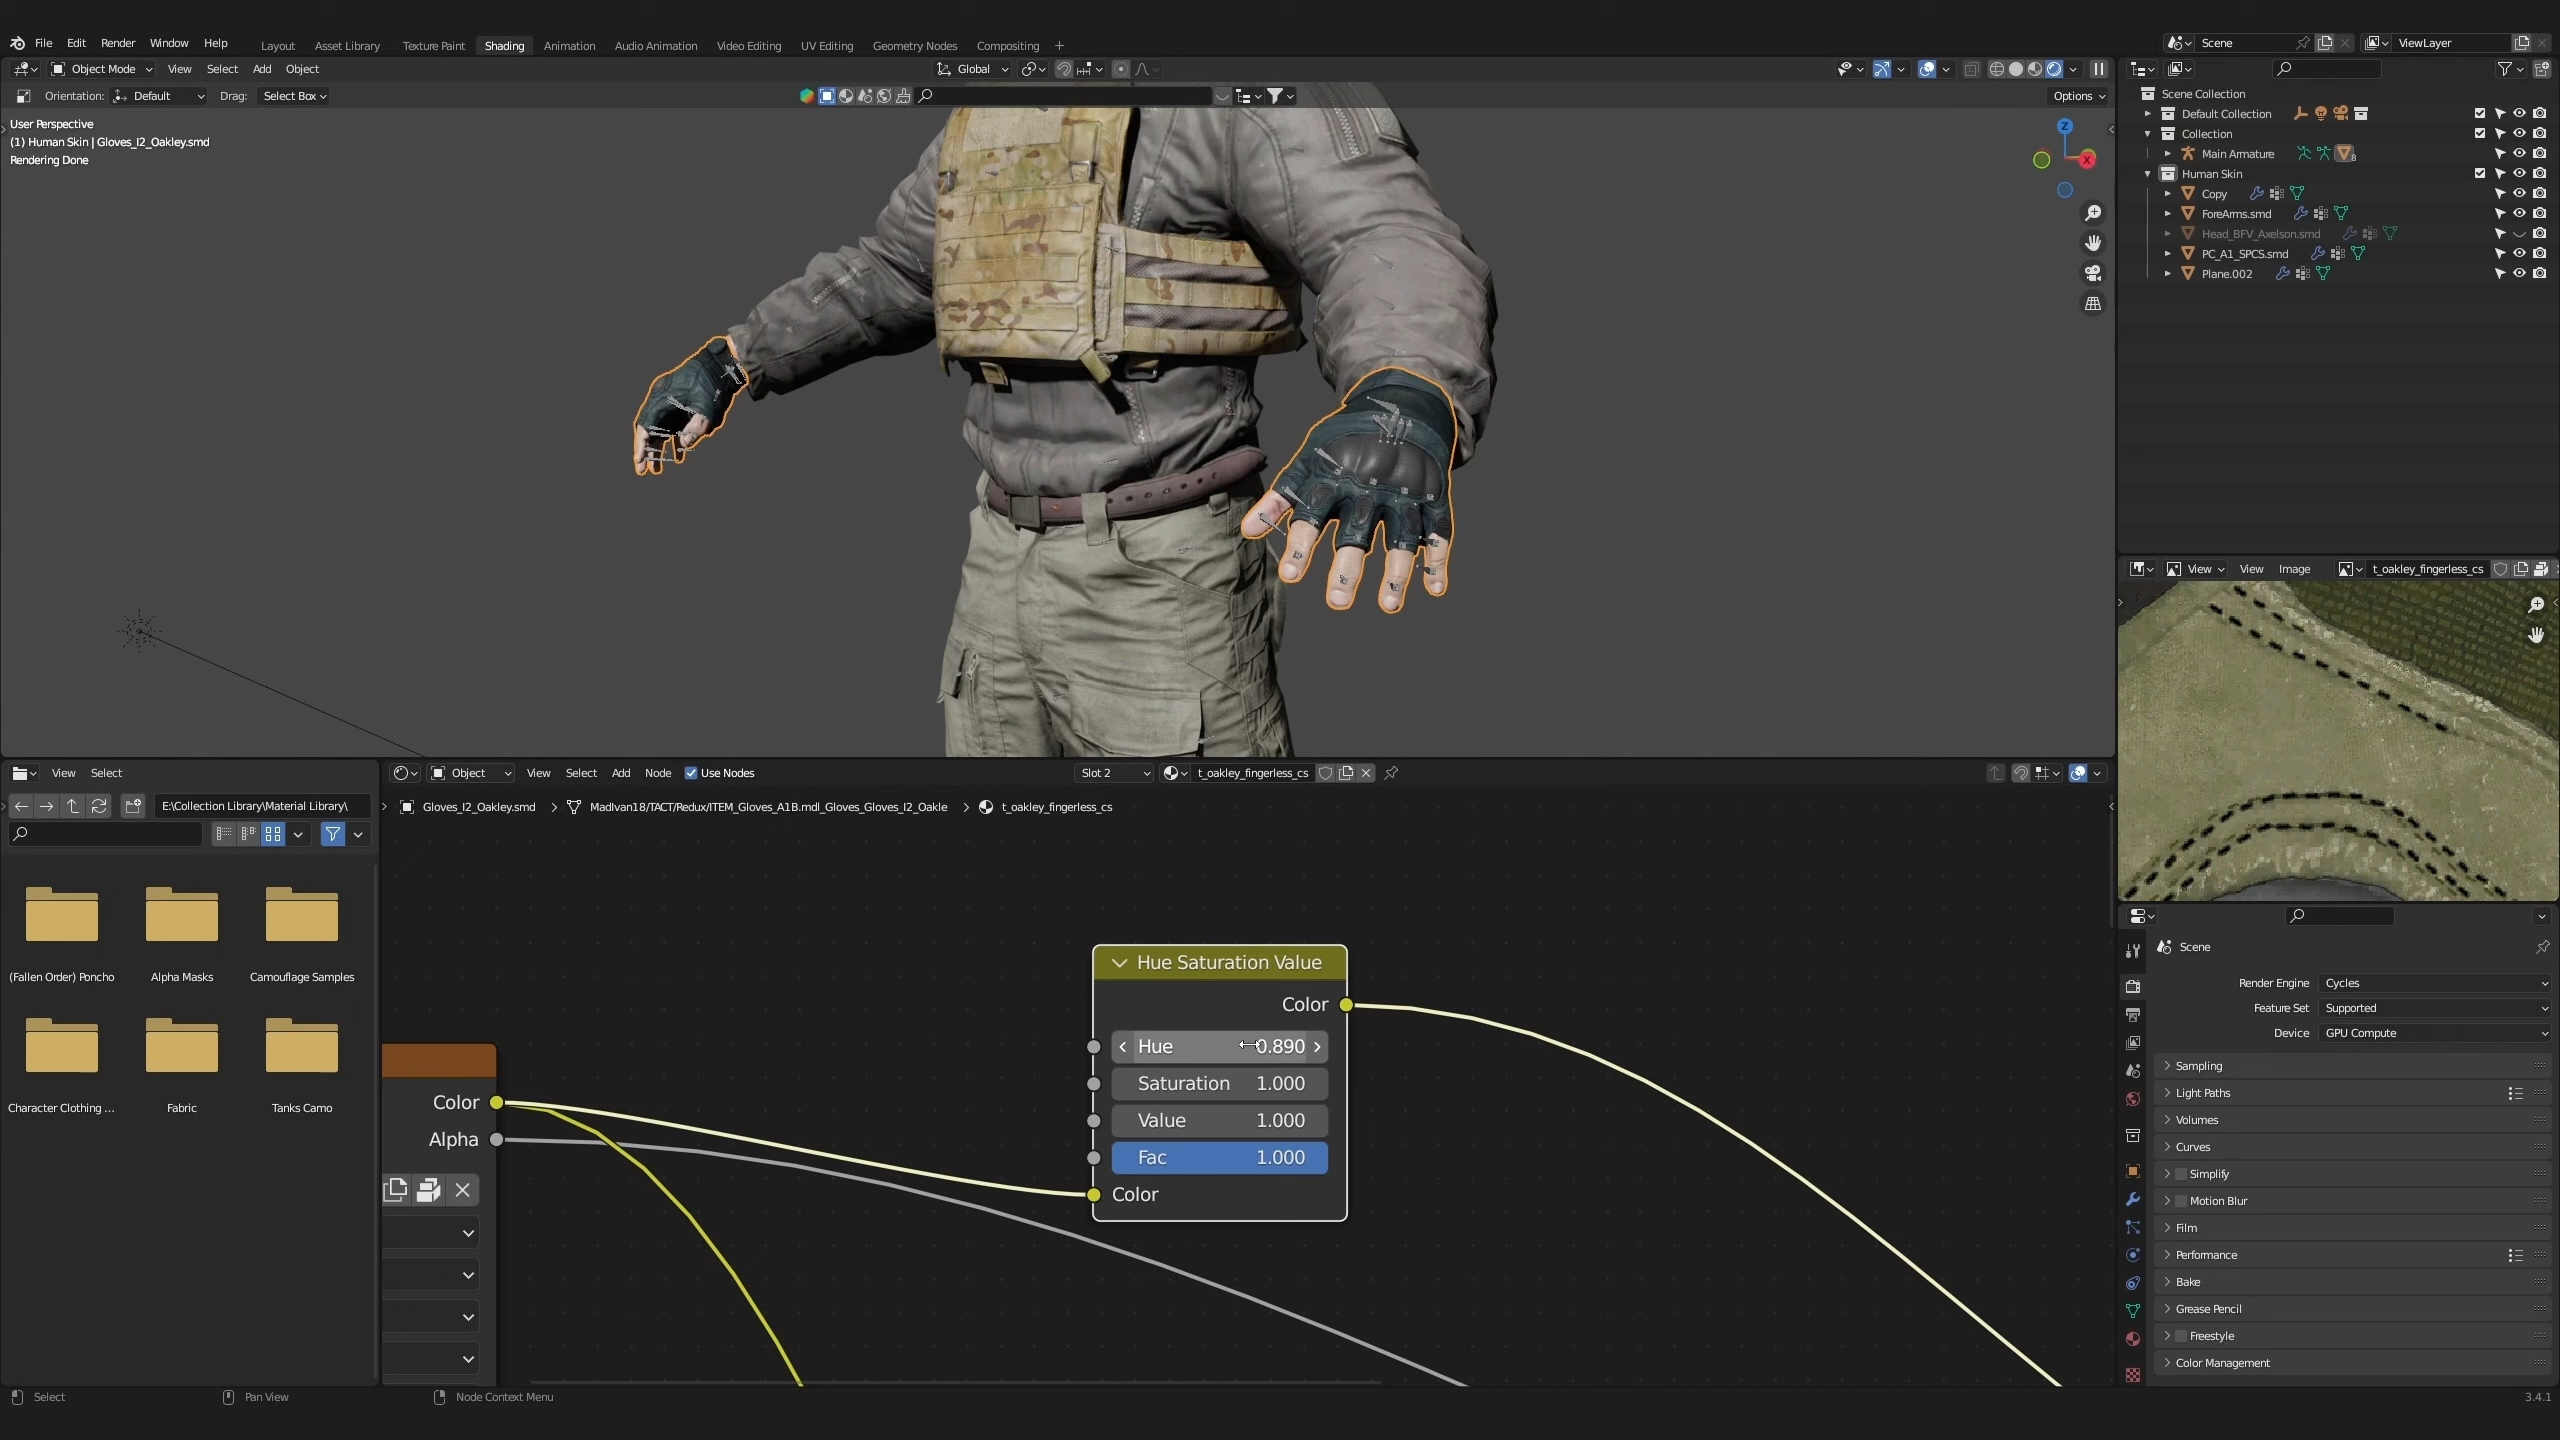 File Edit Render Window Help Layout Asset Library Texture Paint Shading Animation Audio Animation Video Editing UV Editing Geometry Nodes Compositing + Scene ViewLayer
Object Mode View Select Add Object Global
Orientation: Default Drag: Select Box Options
User Perspective
(1) Human Skin | Gloves_I2_Oakley.smd
Rendering Done
Z
X
Scene Collection
Default Collection
Collection
Main Armature 8
Human Skin
Copy
ForeArms.smd
Head_BFV_Axelson.smd
PC_A1_SPCS.smd
Plane.002
View View Image t_oakley_fingerless_cs
View Select
E:\Collection Library\Material Library\
(Fallen Order) Poncho Alpha Masks Camouflage Samples
Character Clothing ... Fabric Tanks Camo
Object View Select Add Node Use Nodes Slot 2 t_oakley_fingerless_cs
Gloves_I2_Oakley.smd MadIvan18/TACT/Redux/ITEM_Gloves_A1B.mdl_Gloves_Gloves_I2_Oakle t_oakley_fingerless_cs
Color
Alpha
Hue Saturation Value
Color
Hue 0.890
Saturation 1.000
Value 1.000
Fac 1.000
Color
Scene
Render Engine Cycles
Feature Set Supported
Device GPU Compute
Sampling
Light Paths
Volumes
Curves
Simplify
Motion Blur
Film
Performance
Bake
Grease Pencil
Freestyle
Color Management
Select Pan View Node Context Menu 3.4.1